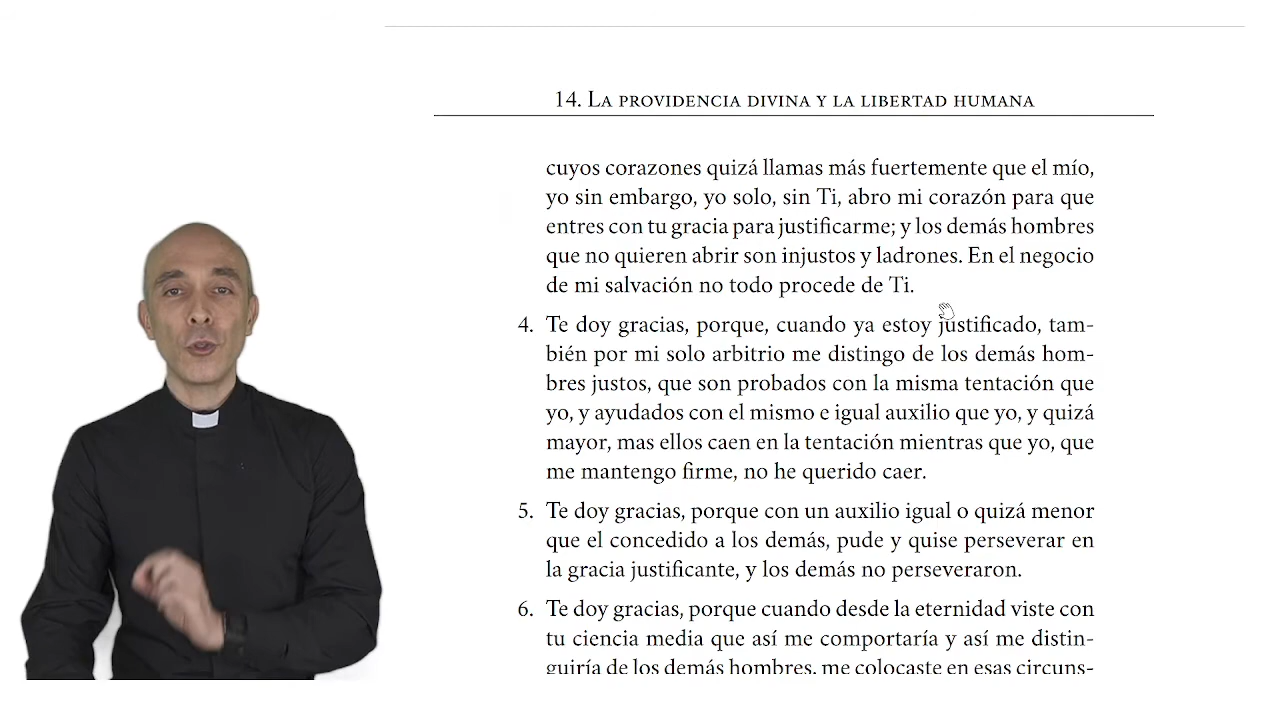 14. La providencia divina y la libertad humana
cuyos corazones quizá llamas más fuertemente que el mío,
yo sin embargo, yo solo, sin Ti, abro mi corazón para que
entres con tu gracia para justificarme; y los demás hombres
que no quieren abrir son injustos y ladrones. En el negocio
de mi salvación no todo procede de Ti.
4. Te doy gracias, porque, cuando ya estoy justificado, tam-
bién por mi solo arbitrio me distingo de los demás hom-
bres justos, que son probados con la misma tentación que
yo, y ayudados con el mismo e igual auxilio que yo, y quizá
mayor, mas ellos caen en la tentación mientras que yo, que
me mantengo firme, no he querido caer.
5. Te doy gracias, porque con un auxilio igual o quizá menor
que el concedido a los demás, pude y quise perseverar en
la gracia justificante, y los demás no perseveraron.
6. Te doy gracias, porque cuando desde la eternidad viste con
tu ciencia media que así me comportaría y así me distin-
guiría de los demás hombres, me colocaste en esas circuns-